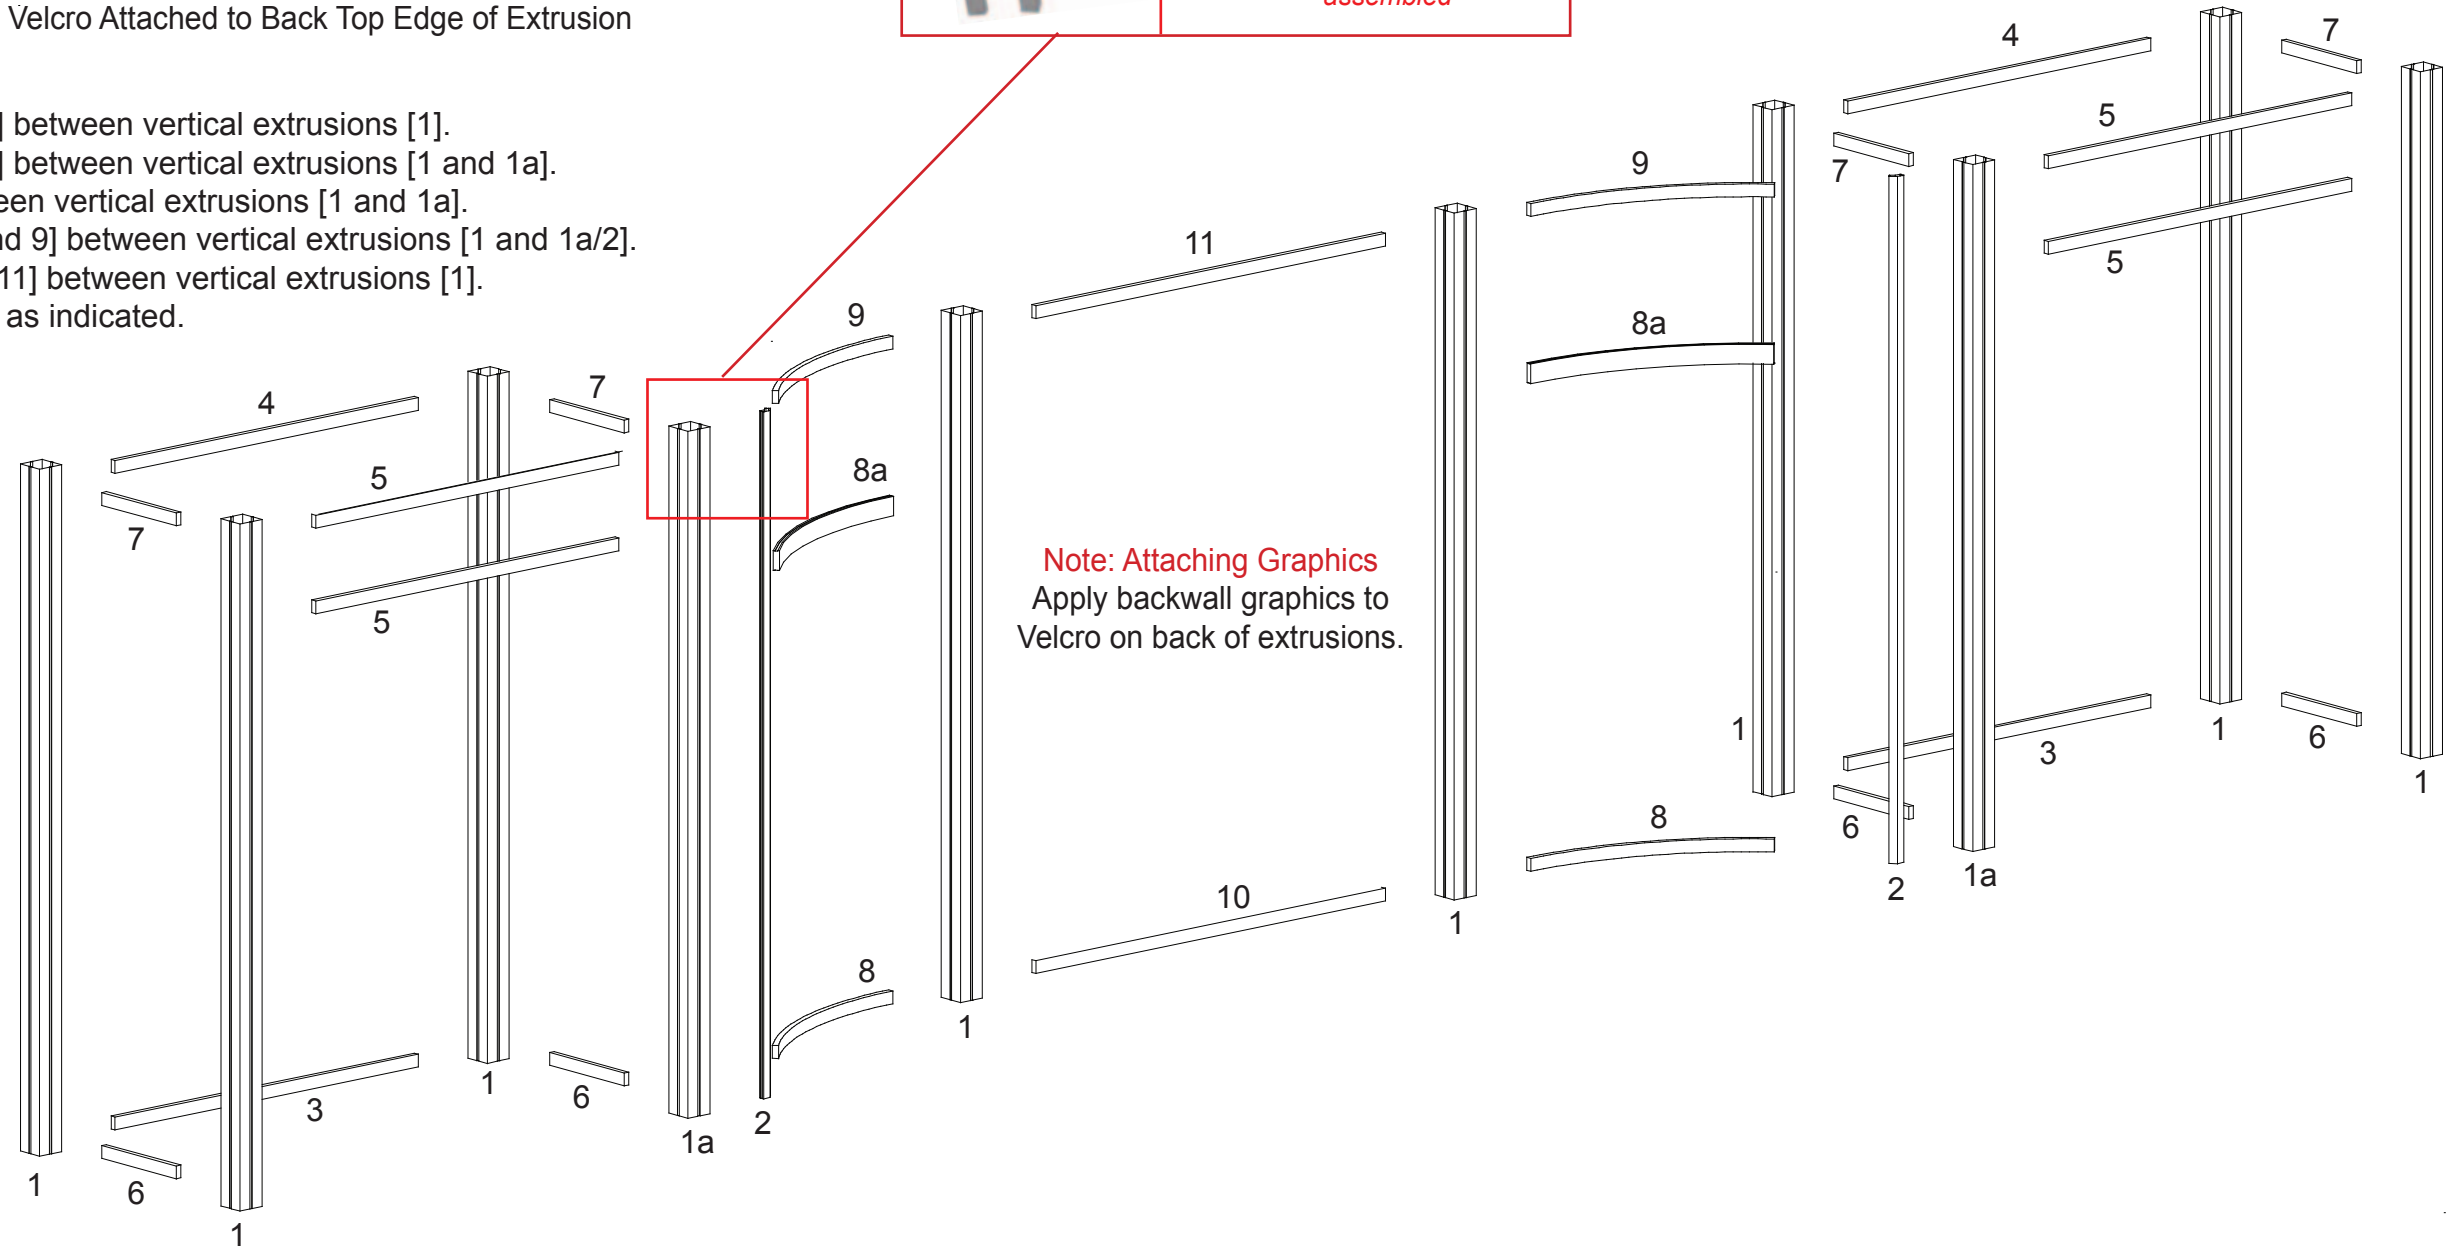 Velcro Attached to Back Top Edge of Extrusion
assembled
] between vertical extrusions [1].
] between vertical extrusions [1 and 1a].
een vertical extrusions [1 and 1a].
nd 9] between vertical extrusions [1 and 1a/2].
11] between vertical extrusions [1].
as indicated.
4
7
5
7
5
9
11
8a
9
8a
4
7
5
7
5
Note: Attaching Graphics
Apply backwall graphics to
Velcro on back of extrusions.
1
3
1
6
1
6
8
2
1a
10
8
1
1
3
6
1
6
1
1a
2
1